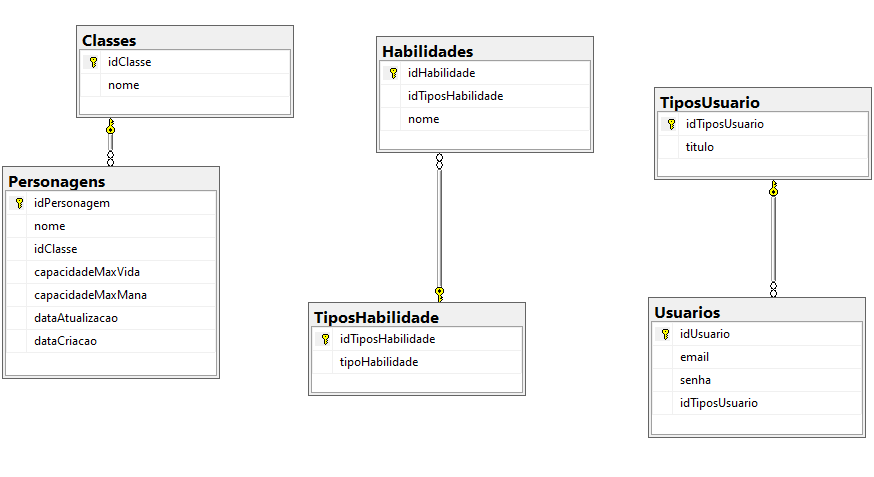 Classes
idClasse
nome
Personagens
idPersonagem
nome
idClasse
capacidadeMaxVida
capacidadeMaxMana
dataAtualizacao
dataCriacao
Habilidades
idHabilidade
idTiposHabilidade
nome
TiposHabilidade
idTiposHabilidade
tipoHabilidade
TiposUsuario
idTiposUsuario
titulo
Usuarios
idUsuario
email
senha
idTiposUsuario